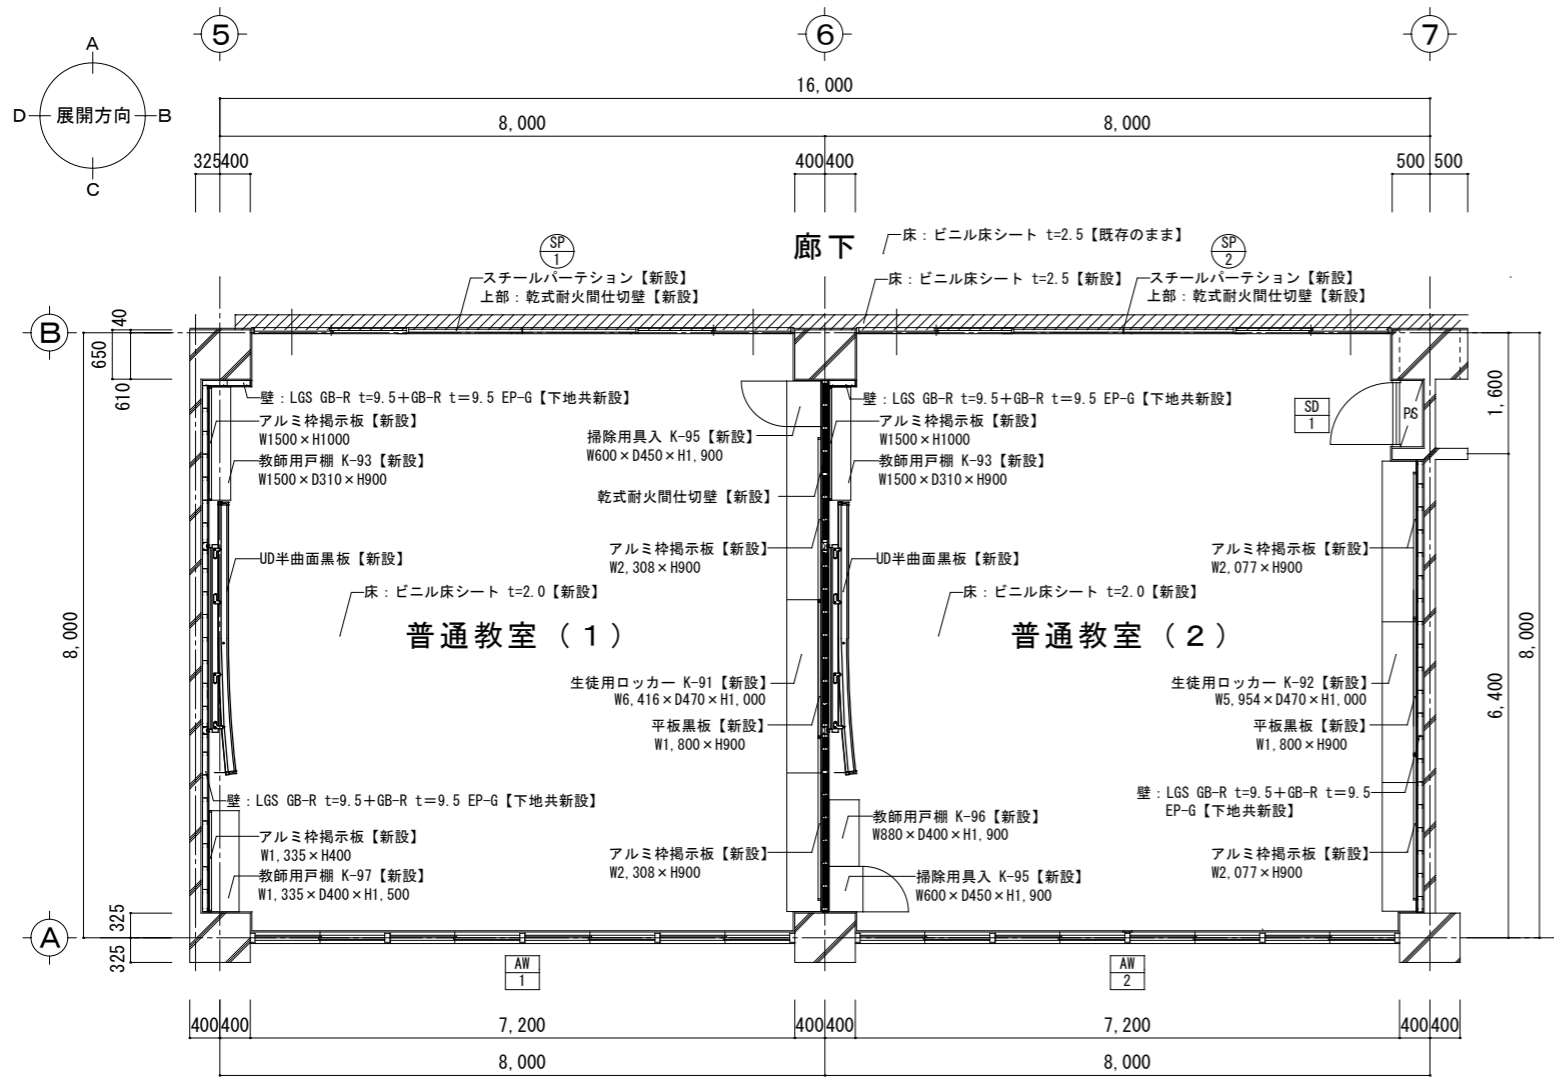 5
6
7
A
D 展開方向 B
C
16,000
8,000
8,000
325 400
400 400
500 500
廊下
床：ビニル床シート t=2.5【既存のまま】
SP
1
SP
2
スチールパーテション【新設】
上部：乾式耐火間仕切壁【新設】
床：ビニル床シート t=2.5【新設】
スチールパーテション【新設】
上部：乾式耐火間仕切壁【新設】
B
40
650
610
壁：LGS GB-R t=9.5+GB-R t=9.5 EP-G【下地共新設】
アルミ枠掲示板【新設】
W1500×H1000
教師用戸棚 K-93【新設】
W1500×D310×H900
掃除用具入 K-95【新設】
W600×D450×H1,900
乾式耐火間仕切壁【新設】
壁：LGS GB-R t=9.5+GB-R t=9.5 EP-G【下地共新設】
アルミ枠掲示板【新設】
W1500×H1000
教師用戸棚 K-93【新設】
W1500×D310×H900
SD
1
PS
1,600
UD半曲面黒板【新設】
アルミ枠掲示板【新設】
W2,308×H900
UD半曲面黒板【新設】
アルミ枠掲示板【新設】
W2,077×H900
床：ビニル床シート t=2.0【新設】
床：ビニル床シート t=2.0【新設】
8,000
普通教室（１）
普通教室（２）
8,000
6,400
生徒用ロッカー K-91【新設】
W6,416×D470×H1,000
平板黒板【新設】
W1,800×H900
生徒用ロッカー K-92【新設】
W5,954×D470×H1,000
平板黒板【新設】
W1,800×H900
壁：LGS GB-R t=9.5+GB-R t=9.5 EP-G【下地共新設】
壁：LGS GB-R t=9.5+GB-R t=9.5
EP-G【下地共新設】
アルミ枠掲示板【新設】
W1,335×H400
教師用戸棚 K-97【新設】
W1,335×D400×H1,500
アルミ枠掲示板【新設】
W2,308×H900
教師用戸棚 K-96【新設】
W880×D400×H1,900
掃除用具入 K-95【新設】
W600×D450×H1,900
アルミ枠掲示板【新設】
W2,077×H900
325
A
325
AW
1
AW
2
400 400
7,200
400 400
7,200
400 400
8,000
8,000